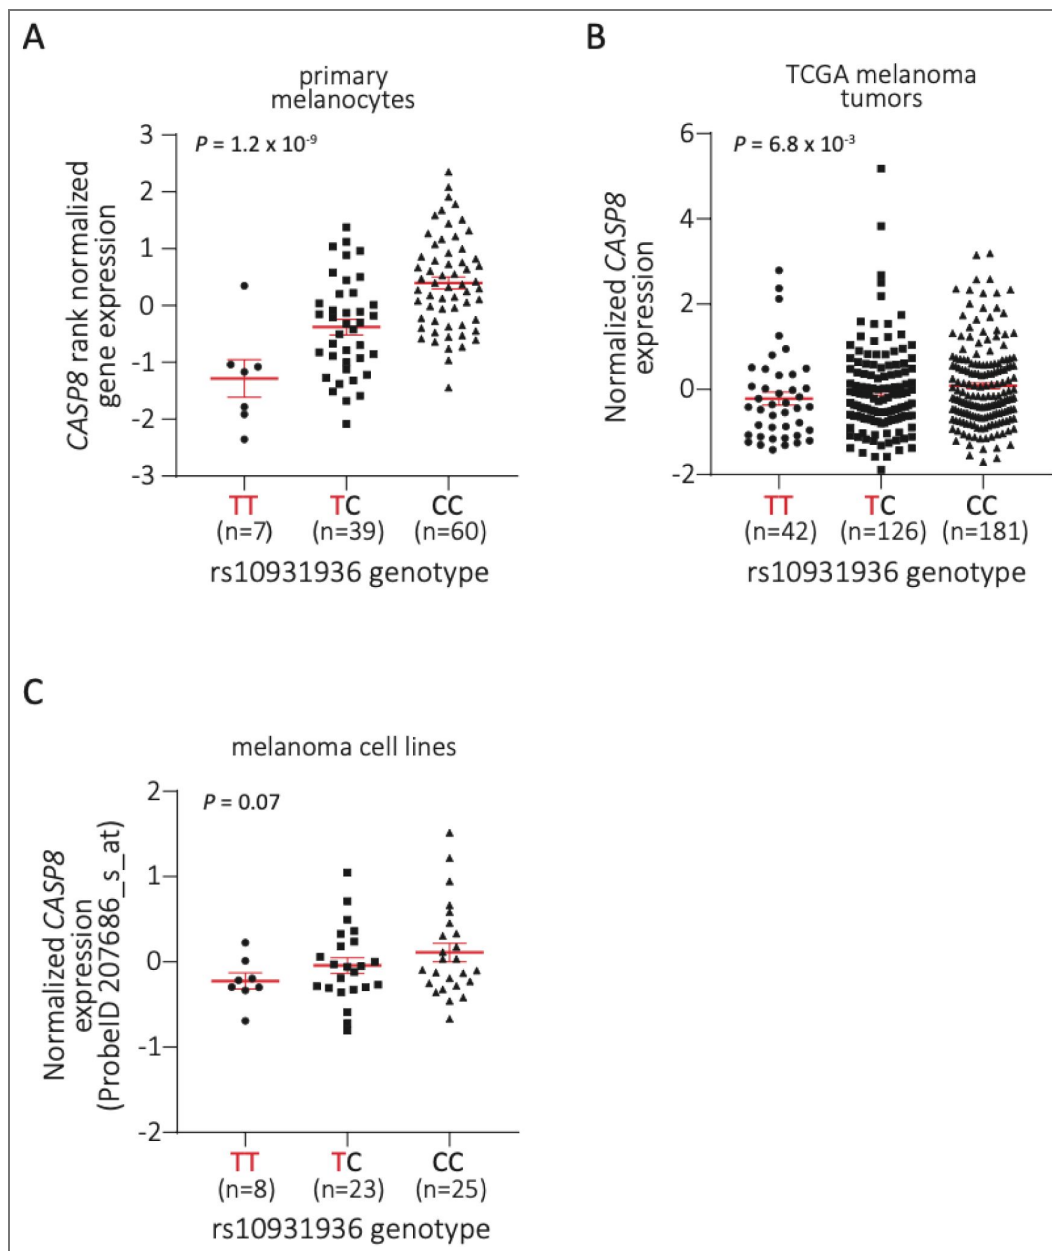 A
primary
melanocytes
P = 1.2 x 10⁻⁹
CASP8 rank normalized
gene expression
3
2
1
0
-1
-2
-3
TT
TC
CC
(n=7)
(n=39)
(n=60)
rs10931936 genotype
B
TCGA melanoma
tumors
P = 6.8 x 10⁻³
Normalized CASP8
expression
6
4
2
0
-2
TT
TC
CC
(n=42)
(n=126)
(n=181)
rs10931936 genotype
C
melanoma cell lines
P = 0.07
Normalized CASP8
expression
(ProbeID 207686_s_at)
2
1
0
-1
-2
TT
TC
CC
(n=8)
(n=23)
(n=25)
rs10931936 genotype